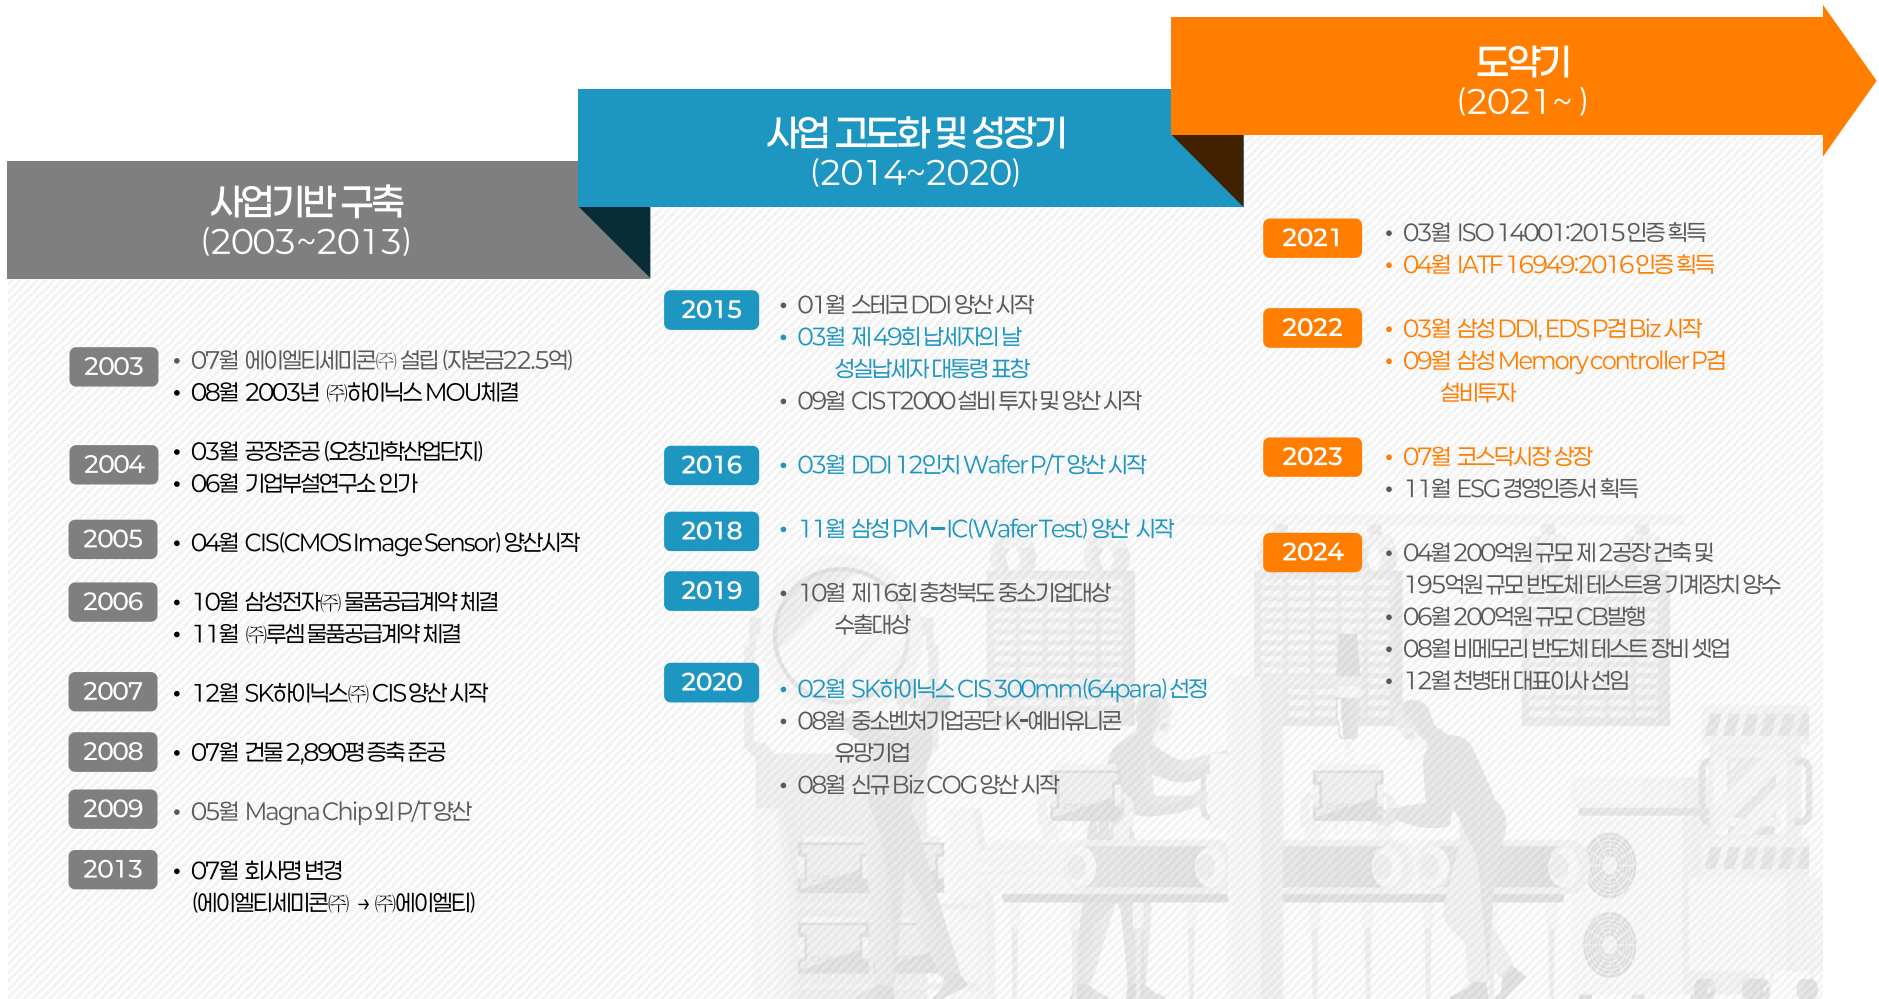 사업기반 구축
(2003~2013)
2003
• 07월 에이엘티세미콘㈜ 설립 (자본금22.5억)
• 08월 2003년 ㈜하이닉스 MOU체결
2004
• 03월 공장준공 (오창과학산업단지)
• 06월 기업부설연구소 인가
2005
• 04월 CIS(CMOS Image Sensor) 양산시작
2006
• 10월 삼성전자㈜ 물품공급계약 체결
• 11월 ㈜루셈 물품공급계약 체결
2007
• 12월 SK하이닉스㈜ CIS 양산 시작
2008
• 07월 건물 2,890평 증축 준공
2009
• 05월 Magna Chip 외 P/T 양산
2013
• 07월 회사명 변경
(에이엘티세미콘㈜ → ㈜에이엘티)
사업 고도화 및 성장기
(2014~2020)
2015
• 01월 스테코 DDI 양산 시작
• 03월 제 49회 납세자의 날
성실납세자 대통령 표창
• 09월 CIS T2000 설비 투자 및 양산 시작
2016
• 03월 DDI 12인치 Wafer P/T 양산 시작
2018
• 11월 삼성 PM-IC(Wafer Test) 양산 시작
2019
• 10월 제16회 충청북도 중소기업대상
수출대상
2020
• 02월 SK하이닉스 CIS 300mm(64para) 선정
• 08월 중소벤처기업공단 K-예비유니콘
유망기업
• 08월 신규 Biz COG 양산 시작
도약기
(2021~ )
2021
• 03월 ISO 14001:2015 인증 획득
• 04월 IATF 16949:2016 인증 획득
2022
• 03월 삼성 DDI, EDS P검 Biz 시작
• 09월 삼성 Memory controller P검
설비투자
2023
• 07월 코스닥시장 상장
• 11월 ESG 경영인증서 획득
2024
• 04월 200억원 규모 제 2공장 건축 및
195억원 규모 반도체 테스트용 기계장치 양수
• 06월 200억원 규모 CB발행
• 08월 비메모리 반도체 테스트 장비 셋업
• 12월 천병태 대표이사 선임